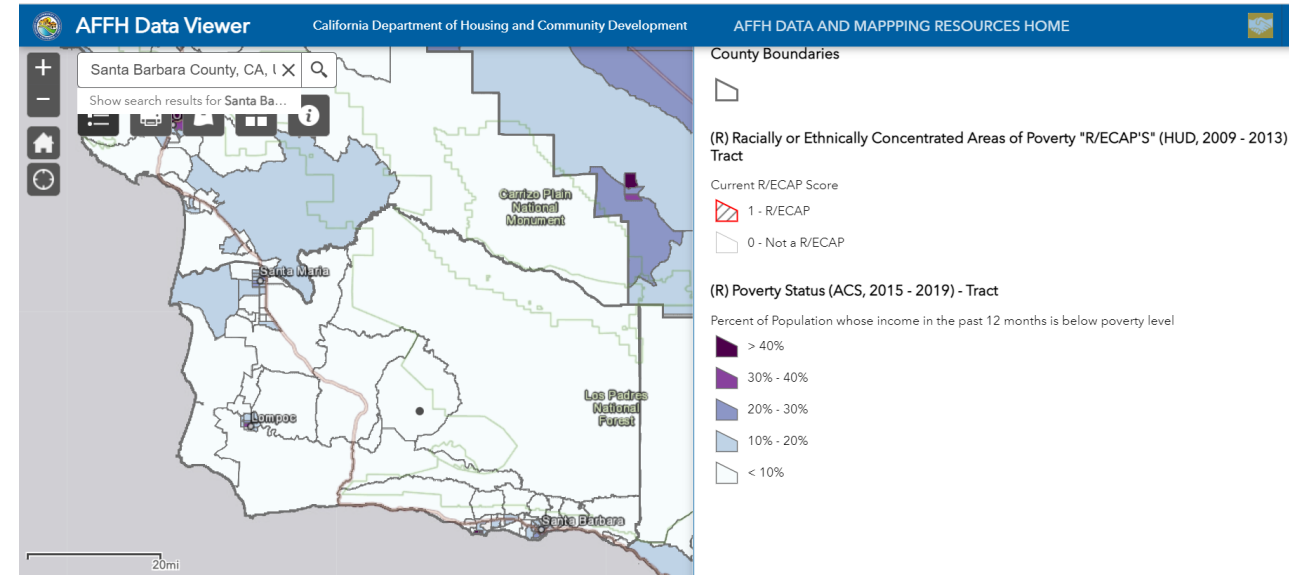 AFFH Data Viewer
California Department of Housing and Community Development
AFFH DATA AND MAPPPING RESOURCES HOME
+
Santa Barbara County, CA, U
Show search results for Santa Ba...
−
Carrizo Plain
National
Monument
Santa Maria
Los Padres
National
Forest
Lompoc
Santa Barbara
20mi
County Boundaries
(R) Racially or Ethnically Concentrated Areas of Poverty "R/ECAP'S" (HUD, 2009 - 2013)
Tract
Current R/ECAP Score
1 - R/ECAP
0 - Not a R/ECAP
(R) Poverty Status (ACS, 2015 - 2019) - Tract
Percent of Population whose income in the past 12 months is below poverty level
> 40%
30% - 40%
20% - 30%
10% - 20%
< 10%